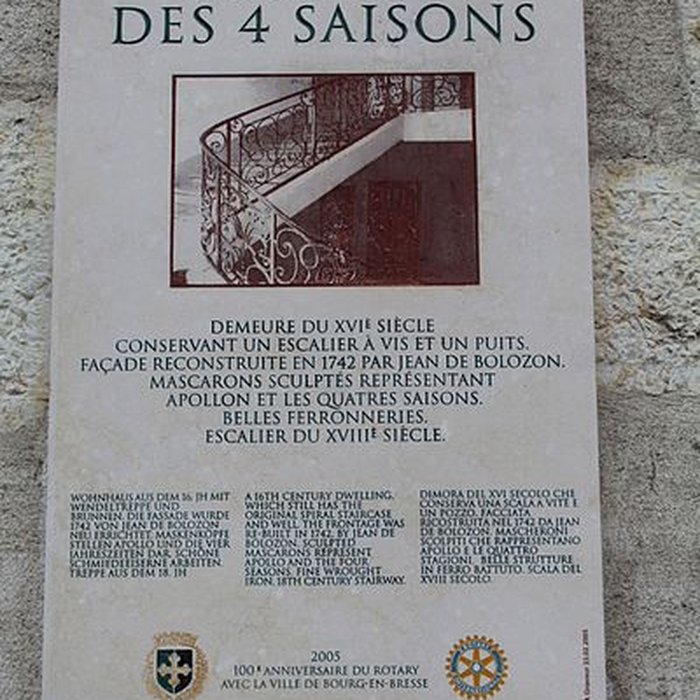 DES 4 SAISONS
DEMEURE DU XVIE SIÈCLE
CONSERVANT UN ESCALIER À VIS ET UN PUITS.
FAÇADE RECONSTRUITE EN 1742 PAR JEAN DE BOLOZON.
MASCARONS SCULPTÉS REPRÉSENTANT
APOLLON ET LES QUATRES SAISONS.
BELLES FERRONNERIES.
ESCALIER DU XVIIIE SIÈCLE.
WOHNHAUS AUS DEM 16. JH MIT
WENDELTREPPE UND
BRUNNEN. DIE FASSADE WURDE
1742 VON JEAN DE BOLOZON
NEU ERRICHTET. MASKENKÖPFE
STELLEN APOLLO UND DIE VIER
JAHRESZEITEN DAR. SCHÖNE
SCHMIEDEEISERNE ARBEITEN.
TREPPE AUS DEM 18. JH
A 16TH CENTURY DWELLING,
WHICH STILL HAS THE
ORIGINAL SPIRAL STAIRCASE
AND WELL. THE FRONTAGE WAS
RE-BUILT IN 1742, BY JEAN DE
BOLOZON. SCULPTED
MASCARONS REPRESENT
APOLLO AND THE FOUR
SEASONS. FINE WROUGHT
IRON. 18TH CENTURY STAIRWAY.
DEMORA DEL XVI SECOLO CHE
CONSERVA UNA SCALA A VITE E
UN POZZO. FACCIATA
RICOSTRUITA NEL 1742 DA JEAN
DE BOLOZON. MASCHERONI
SCULPITI CHE RAPPRESENTANO
APOLLO E LE QUATTRO
STAGIONI. BELLE STRUTTURE
IN FERRO BATTUTO. SCALA DEL
XVIII SECOLO.
2005
100E ANNIVERSAIRE DU ROTARY
AVEC LA VILLE DE BOURG-EN-BRESSE